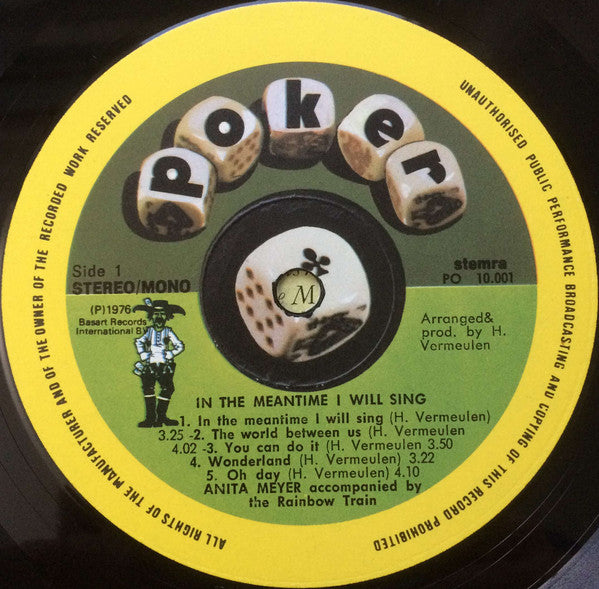 poker
ALL RIGHTS OF THE MANUFACTURER AND OF THE OWNER OF THE RECORDED WORK RESERVED
UNAUTHORISED PUBLIC PERFORMANCE BROADCASTING AND COPYING OF THIS RECORD PROHIBITED
Side 1
STEREO/MONO
(P)1976
Basart Records
International BV
stemra
PO 10.001
Arranged&
prod. by H.
Vermeulen
e M
IN THE MEANTIME I WILL SING
1. In the meantime I will sing (H. Vermeulen)
3.25 -2. The world between us (H. Vermeulen
4.02 -3. You can do it (H. Vermeulen 3.50
4. Wonderland (H. Vermeulen) 3.22
5. Oh day (H. Vermeulen) 4.10
ANITA MEYER accompanied by
the Rainbow Train